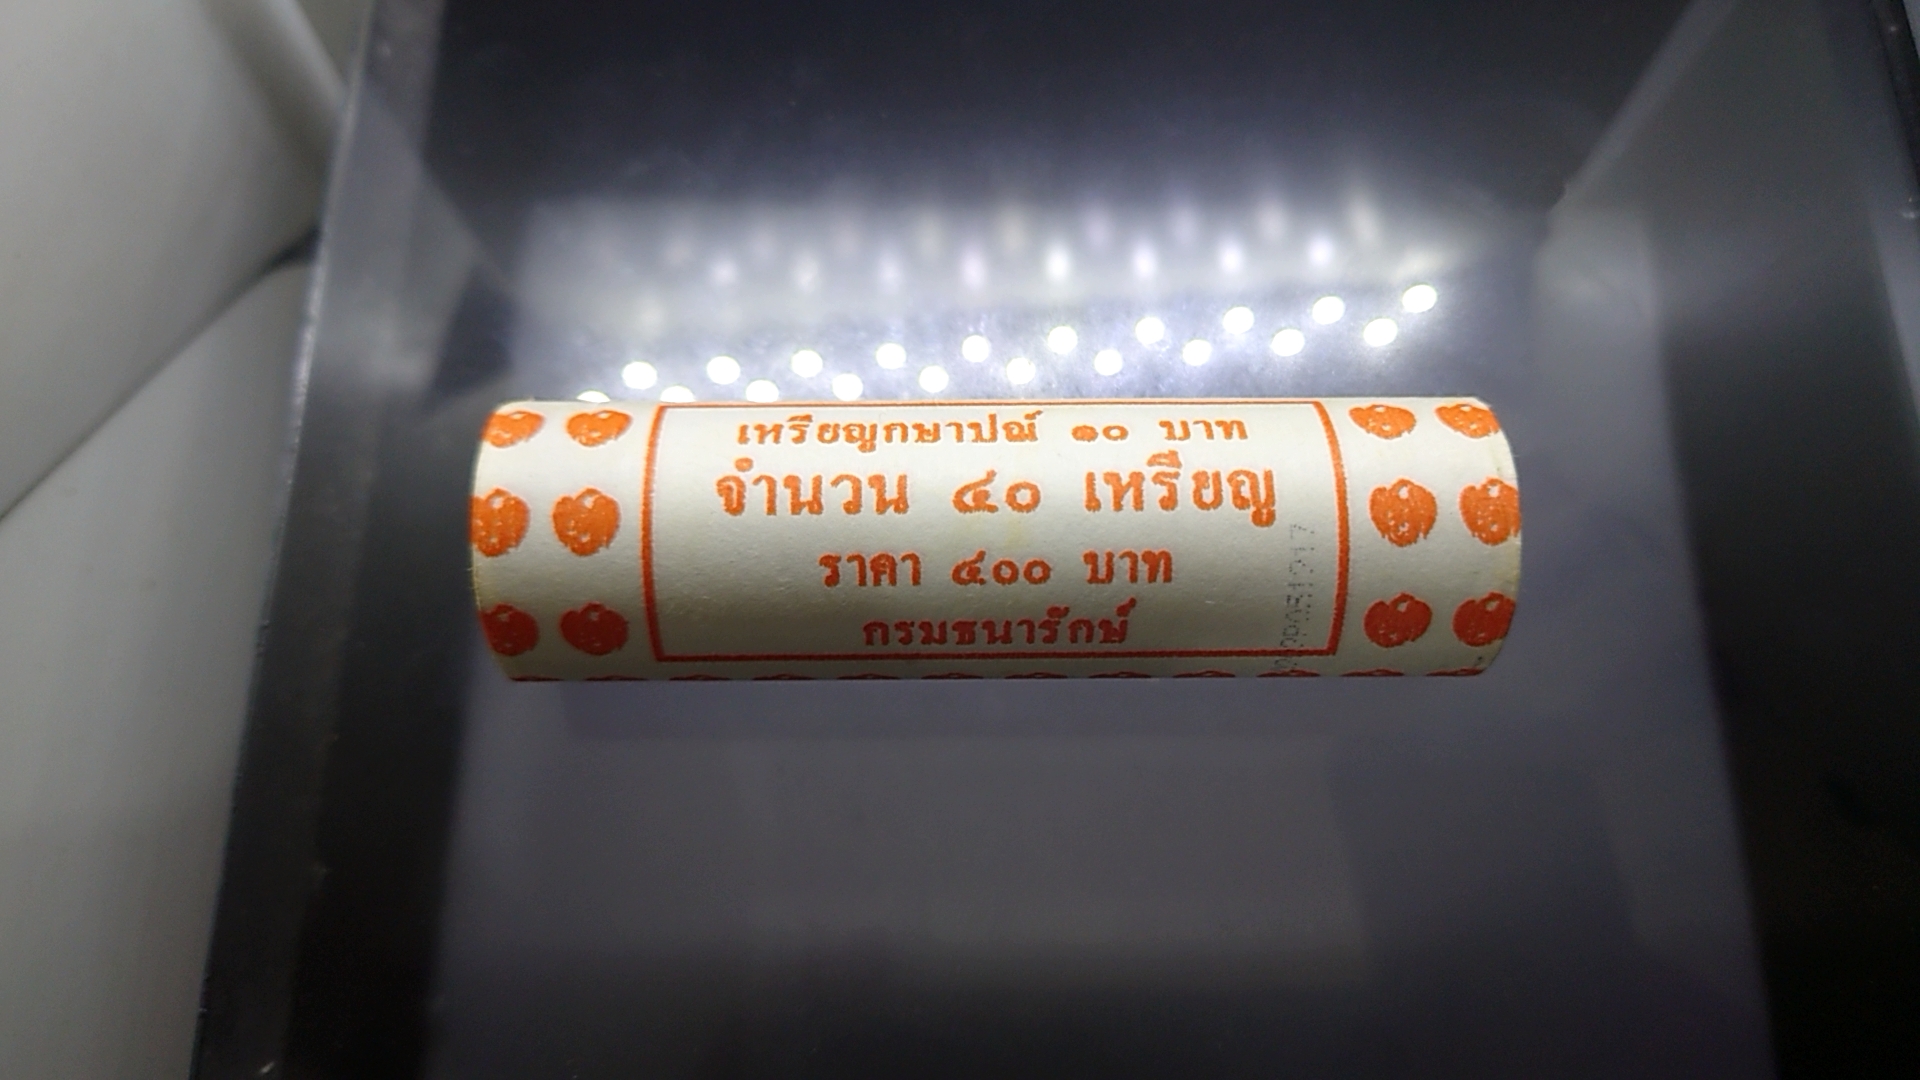 เหรียญกษาปณ์ ๑๐ บาท
จำนวน ๔๐ เหรียญ
ราคา ๔๐๐ บาท
กรมธนารักษ์